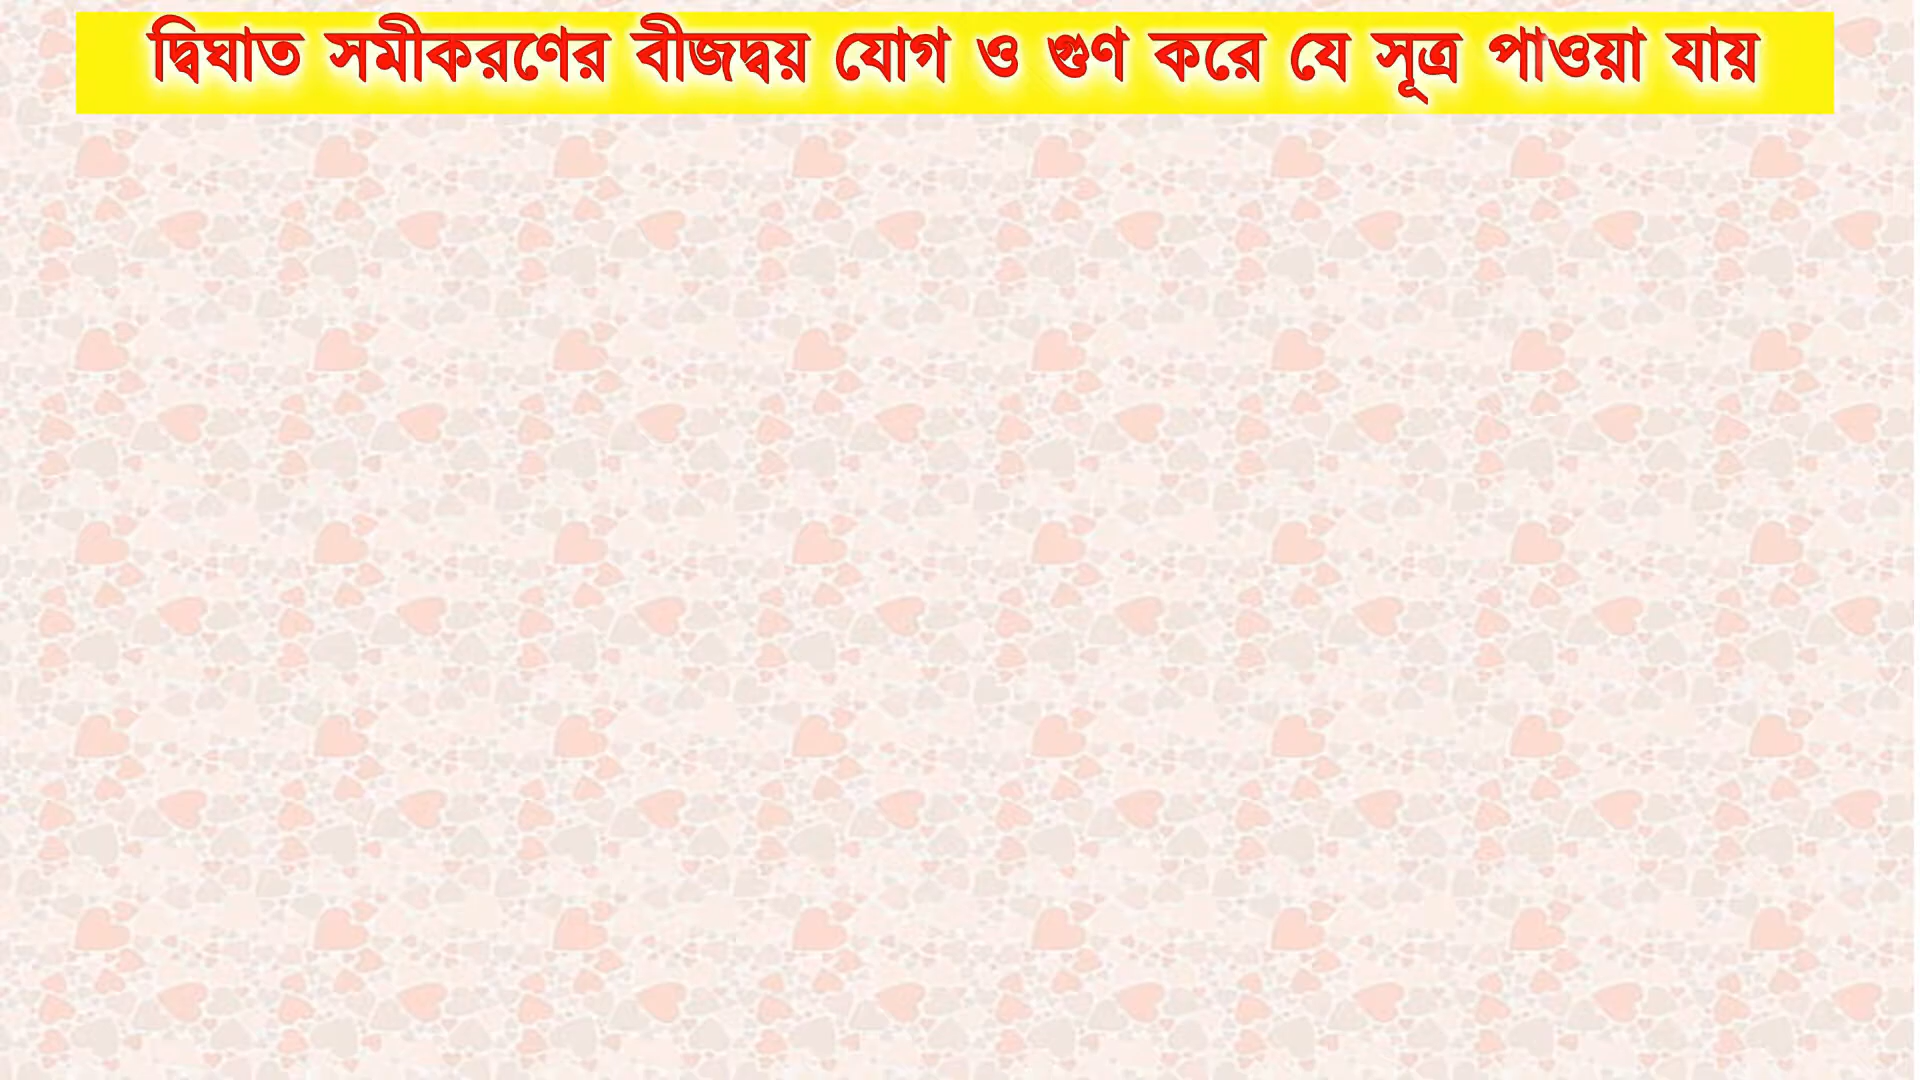 দ্বিঘাত সমীকরণের বীজদ্বয় যোগ ও গুণ করে যে সূত্র পাওয়া যায়